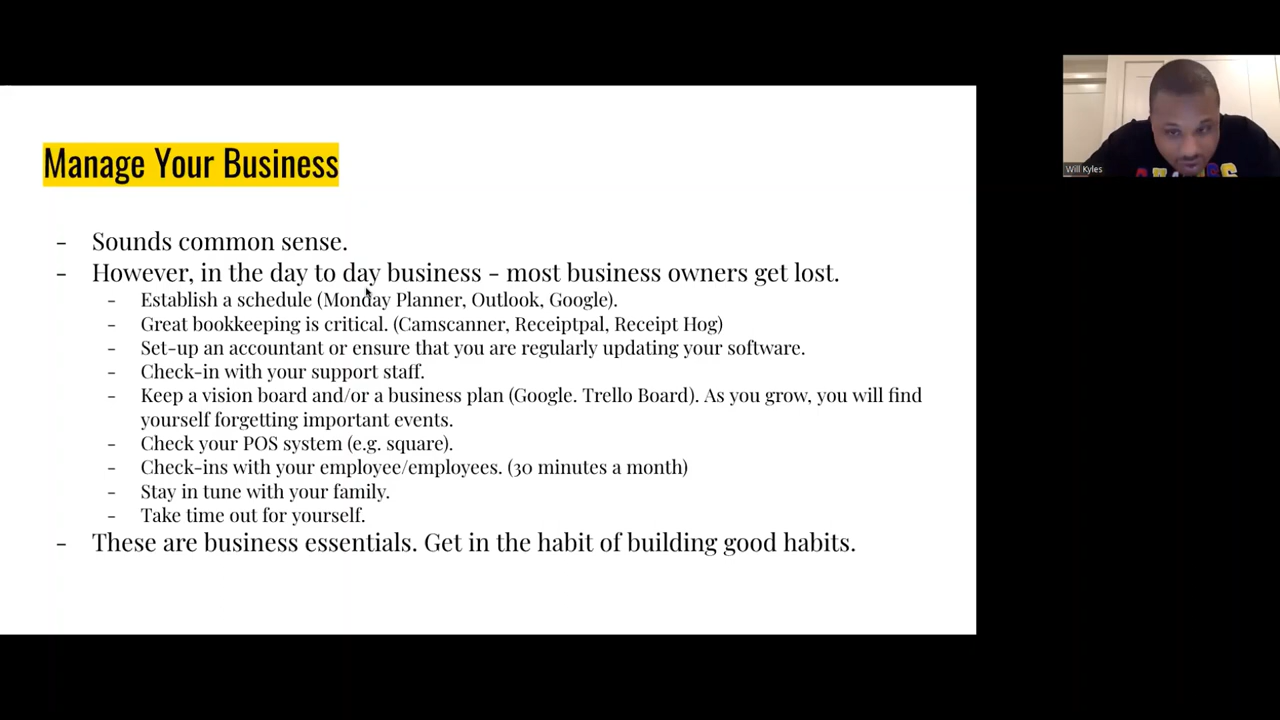 Manage Your Business
Will Kyles
- Sounds common sense.
- However, in the day to day business - most business owners get lost.
- Establish a schedule (Monday Planner, Outlook, Google).
- Great bookkeeping is critical. (Camscanner, Receiptpal, Receipt Hog)
- Set-up an accountant or ensure that you are regularly updating your software.
- Check-in with your support staff.
- Keep a vision board and/or a business plan (Google. Trello Board). As you grow, you will find
yourself forgetting important events.
- Check your POS system (e.g. square).
- Check-ins with your employee/employees. (30 minutes a month)
- Stay in tune with your family.
- Take time out for yourself.
- These are business essentials. Get in the habit of building good habits.